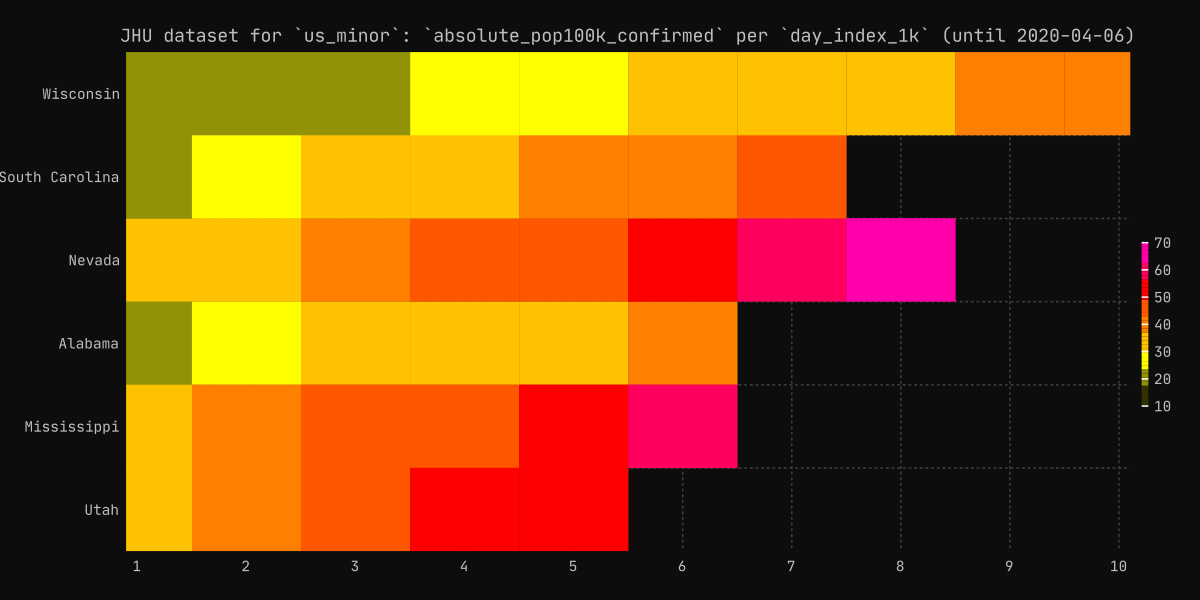 JHU dataset for `us_minor`: `absolute_pop100k_confirmed` per `day_index_1k` (until 2020-04-06)
Wisconsin
South Carolina
Nevada
Alabama
Mississippi
Utah
1 2 3 4 5 6 7 8 9 10
70
60
50
40
30
20
10